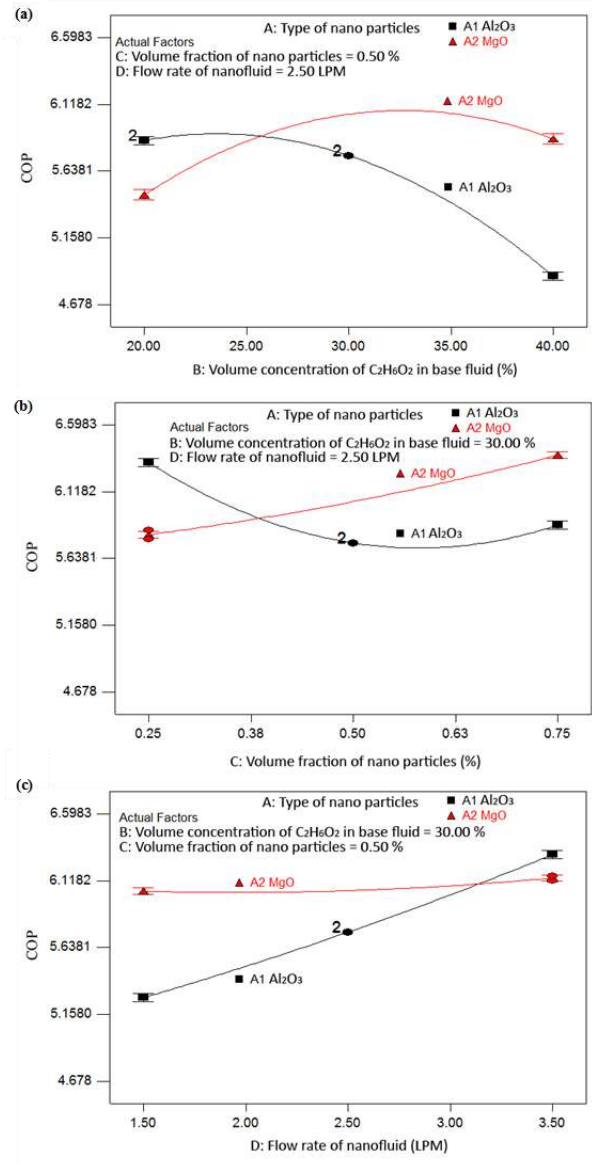 (a)
A: Type of nano particles
A1 Al₂O₃
A2 MgO
Actual Factors
C: Volume fraction of nano particles = 0.50 %
D: Flow rate of nanofluid = 2.50 LPM
6.5983
6.1182
5.6381
5.1580
4.678
COP
2
2
A2 MgO
A1 Al₂O₃
20.00 25.00 30.00 35.00 40.00
B: Volume concentration of C₂H₆O₂ in base fluid (%)
(b)
A: Type of nano particles
A1 Al₂O₃
A2 MgO
Actual Factors
B: Volume concentration of C₂H₆O₂ in base fluid = 30.00 %
D: Flow rate of nanofluid = 2.50 LPM
6.5983
6.1182
5.6381
5.1580
4.678
COP
A2 MgO
2
A1 Al₂O₃
0.25 0.38 0.50 0.63 0.75
C: Volume fraction of nano particles (%)
(c)
A: Type of nano particles
A1 Al₂O₃
A2 MgO
Actual Factors
B: Volume concentration of C₂H₆O₂ in base fluid = 30.00 %
C: Volume fraction of nano particles = 0.50 %
6.5983
6.1182
5.6381
5.1580
4.678
COP
A2 MgO
2
A1 Al₂O₃
1.50 2.00 2.50 3.00 3.50
D: Flow rate of nanofluid (LPM)